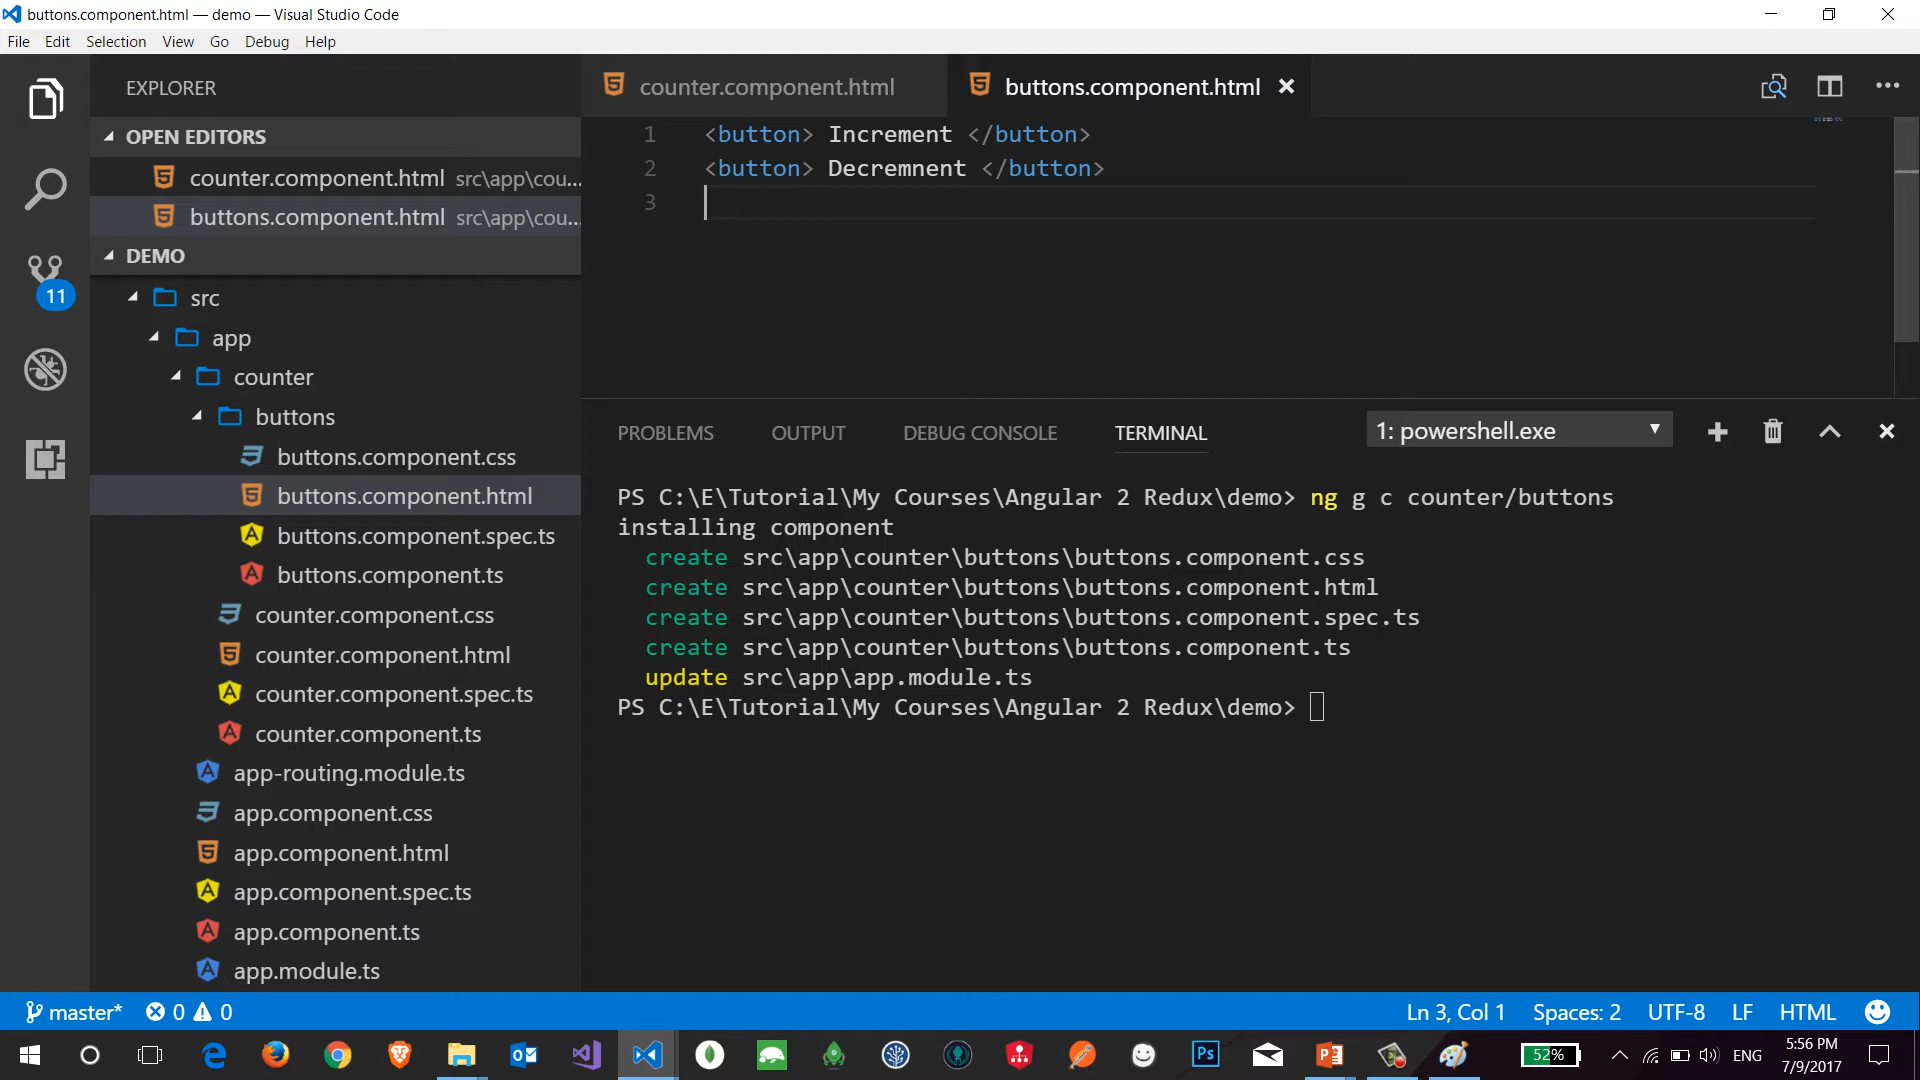 buttons.component.html — demo — Visual Studio Code
File Edit Selection View Go Debug Help
EXPLORER
OPEN EDITORS
counter.component.html src\app\cou...
buttons.component.html src\app\cou...
DEMO
src
app
counter
buttons
buttons.component.css
buttons.component.html
buttons.component.spec.ts
buttons.component.ts
counter.component.css
counter.component.html
counter.component.spec.ts
counter.component.ts
app-routing.module.ts
app.component.css
app.component.html
app.component.spec.ts
app.component.ts
app.module.ts
11
counter.component.html buttons.component.html
1 <button> Increment </button>
2 <button> Decremnent </button>
3
PROBLEMS OUTPUT DEBUG CONSOLE TERMINAL 1: powershell.exe
PS C:\E\Tutorial\My Courses\Angular 2 Redux\demo> ng g c counter/buttons
installing component
create src\app\counter\buttons\buttons.component.css
create src\app\counter\buttons\buttons.component.html
create src\app\counter\buttons\buttons.component.spec.ts
create src\app\counter\buttons\buttons.component.ts
update src\app\app.module.ts
PS C:\E\Tutorial\My Courses\Angular 2 Redux\demo>
master* 0 0 Ln 3, Col 1 Spaces: 2 UTF-8 LF HTML
Ps 52% ENG 5:56 PM
7/9/2017